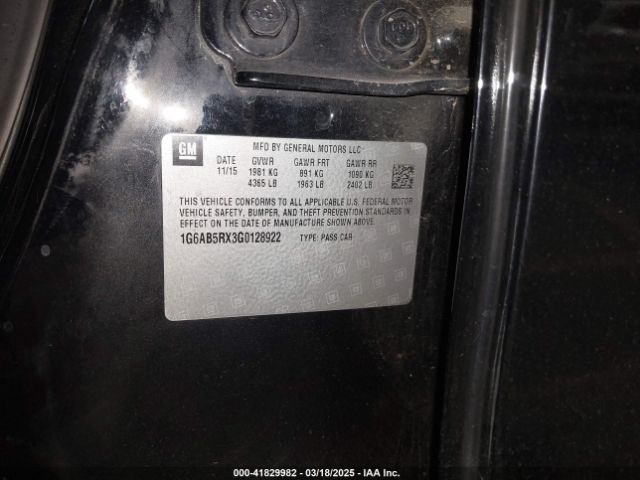 GM
MFD BY GENERAL MOTORS LLC
DATE GVWR GAWR FRT GAWR RR
11/15 1981 KG 891 KG 1090 KG
4365 LB 1963 LB 2402 LB
THIS VEHICLE CONFORMS TO ALL APPLICABLE U.S. FEDERAL MOTOR
VEHICLE SAFETY, BUMPER, AND THEFT PREVENTION STANDARDS IN
EFFECT ON THE DATE OF MANUFACTURE SHOWN ABOVE.
1G6AB5RX3G0128922 TYPE: PASS CAR
000-41829982 / 03/18/2025 - IAA Inc.